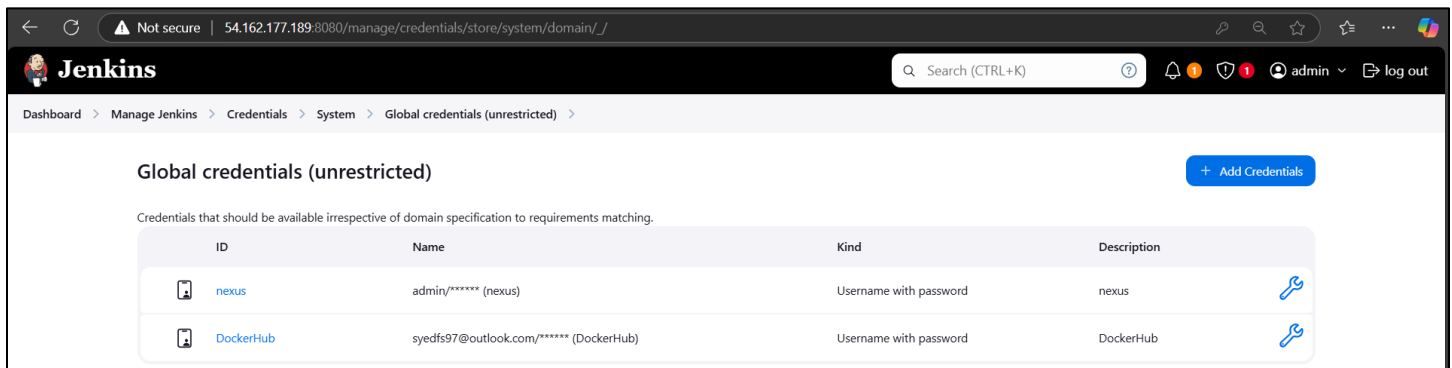 Not secure | 54.162.177.189:8080/manage/credentials/store/system/domain/_/
Jenkins Search (CTRL+K) 1 1 admin log out
Dashboard > Manage Jenkins > Credentials > System > Global credentials (unrestricted) >
Global credentials (unrestricted) + Add Credentials
Credentials that should be available irrespective of domain specification to requirements matching.
ID Name Kind Description
nexus admin/****** (nexus) Username with password nexus
DockerHub syedfs97@outlook.com/****** (DockerHub) Username with password DockerHub